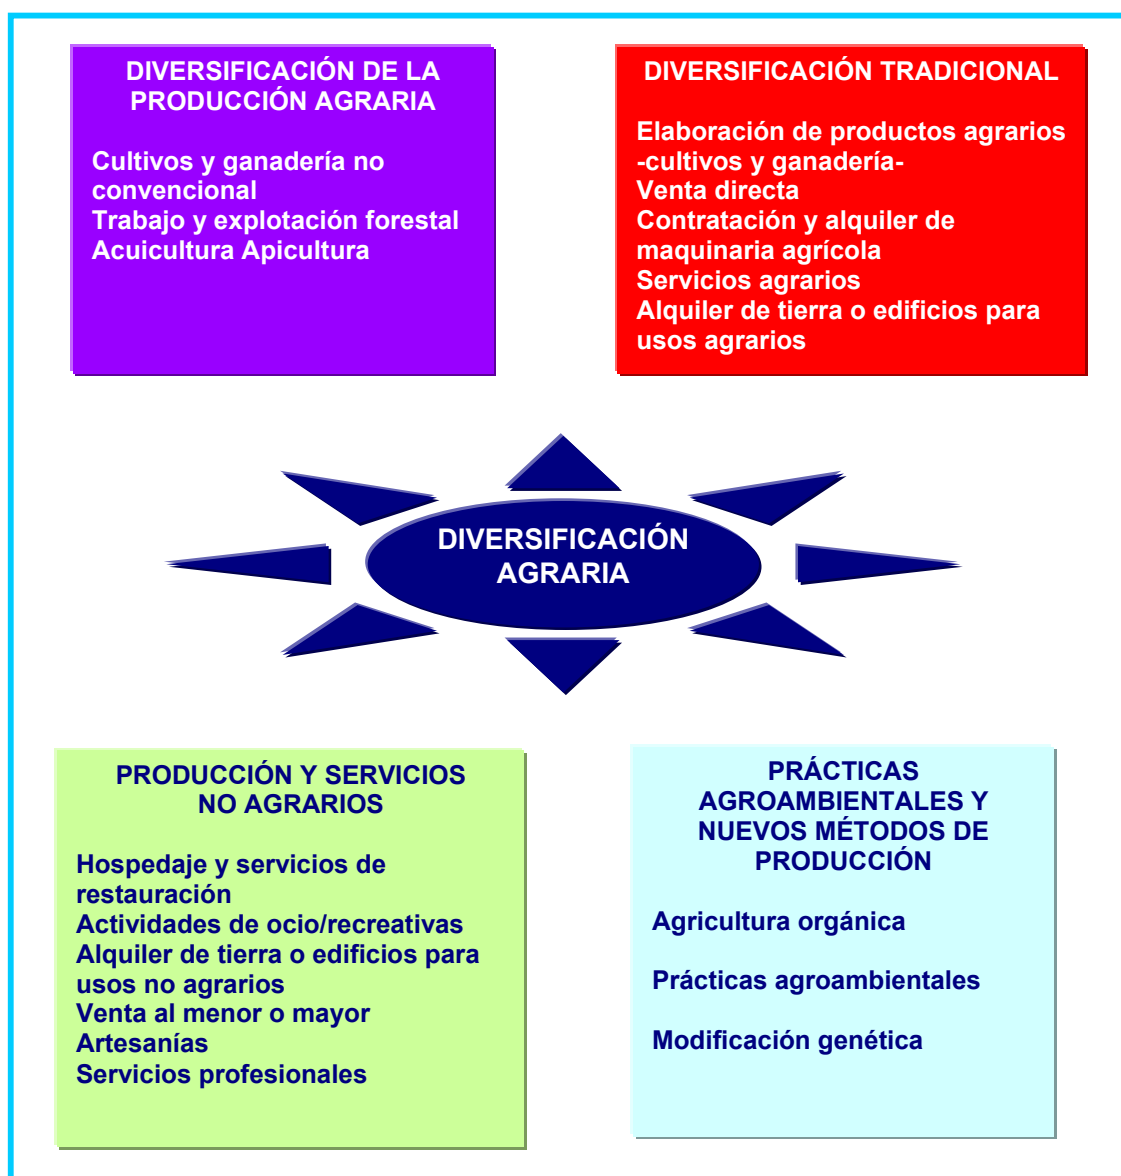 DIVERSIFICACIÓN DE LA
PRODUCCIÓN AGRARIA
Cultivos y ganadería no
convencional
Trabajo y explotación forestal
Acuicultura Apicultura
DIVERSIFICACIÓN TRADICIONAL
Elaboración de productos agrarios
-cultivos y ganadería-
Venta directa
Contratación y alquiler de
maquinaria agrícola
Servicios agrarios
Alquiler de tierra o edificios para
usos agrarios
DIVERSIFICACIÓN
AGRARIA
PRODUCCIÓN Y SERVICIOS
NO AGRARIOS
Hospedaje y servicios de
restauración
Actividades de ocio/recreativas
Alquiler de tierra o edificios para
usos no agrarios
Venta al menor o mayor
Artesanías
Servicios profesionales
PRÁCTICAS
AGROAMBIENTALES Y
NUEVOS MÉTODOS DE
PRODUCCIÓN
Agricultura orgánica
Prácticas agroambientales
Modificación genética